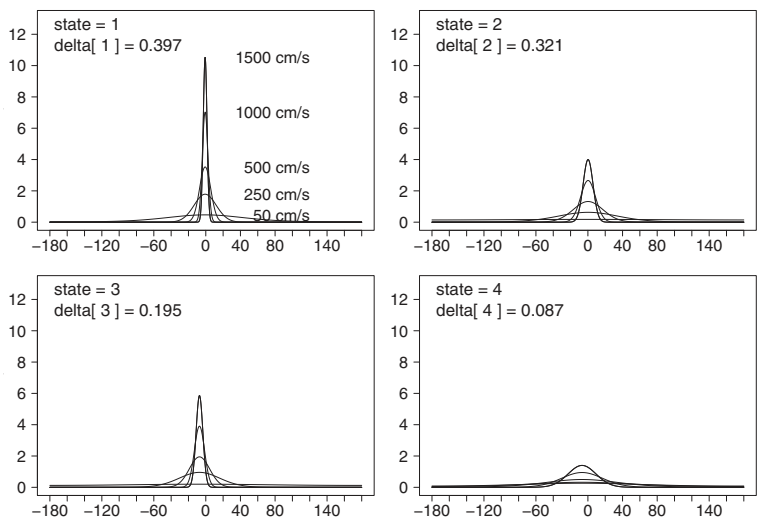 state = 1
delta[ 1 ] = 0.397
1500 cm/s
1000 cm/s
500 cm/s
250 cm/s
50 cm/s
12
10
8
6
4
2
0
−180 −60 0 40 80 140
state = 2
delta[ 2 ] = 0.321
12
10
8
6
4
2
0
−180 −60 0 40 80 140
state = 3
delta[ 3 ] = 0.195
12
10
8
6
4
2
0
−180 −60 0 40 80 140
state = 4
delta[ 4 ] = 0.087
12
10
8
6
4
2
0
−180 −60 0 40 80 140